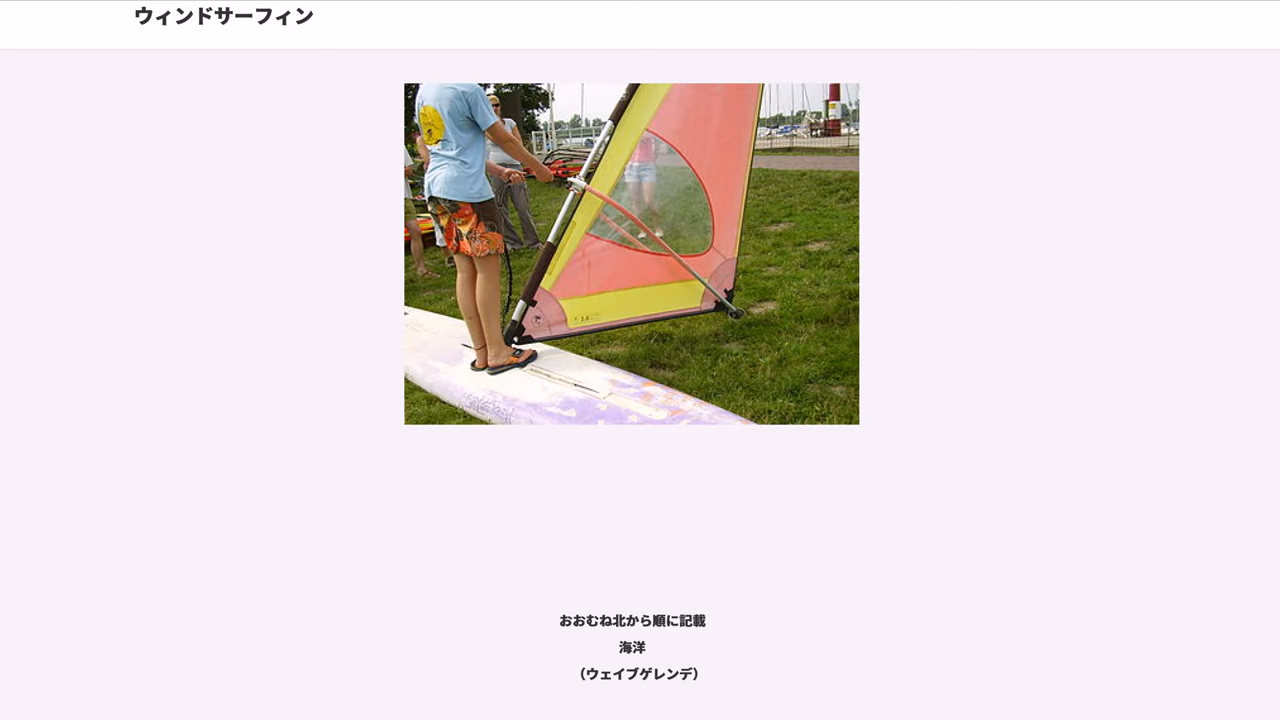 ウィンドサーフィン
おおむね北から順に記載
海洋
（ウェイブゲレンデ）